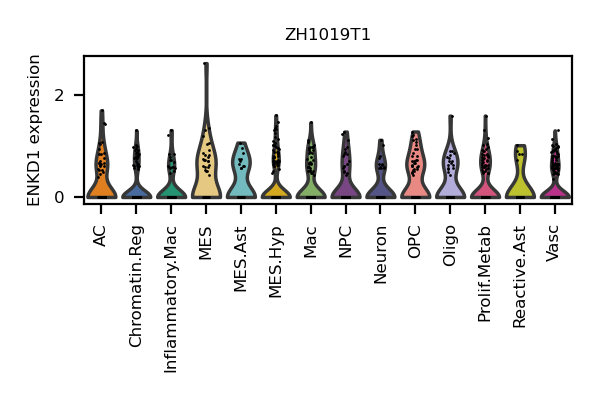 ZH1019T1
ENKD1 expression
2
0
AC
Chromatin.Reg
Inflammatory.Mac
MES
MES.Ast
MES.Hyp
Mac
NPC
Neuron
OPC
Oligo
Prolif.Metab
Reactive.Ast
Vasc